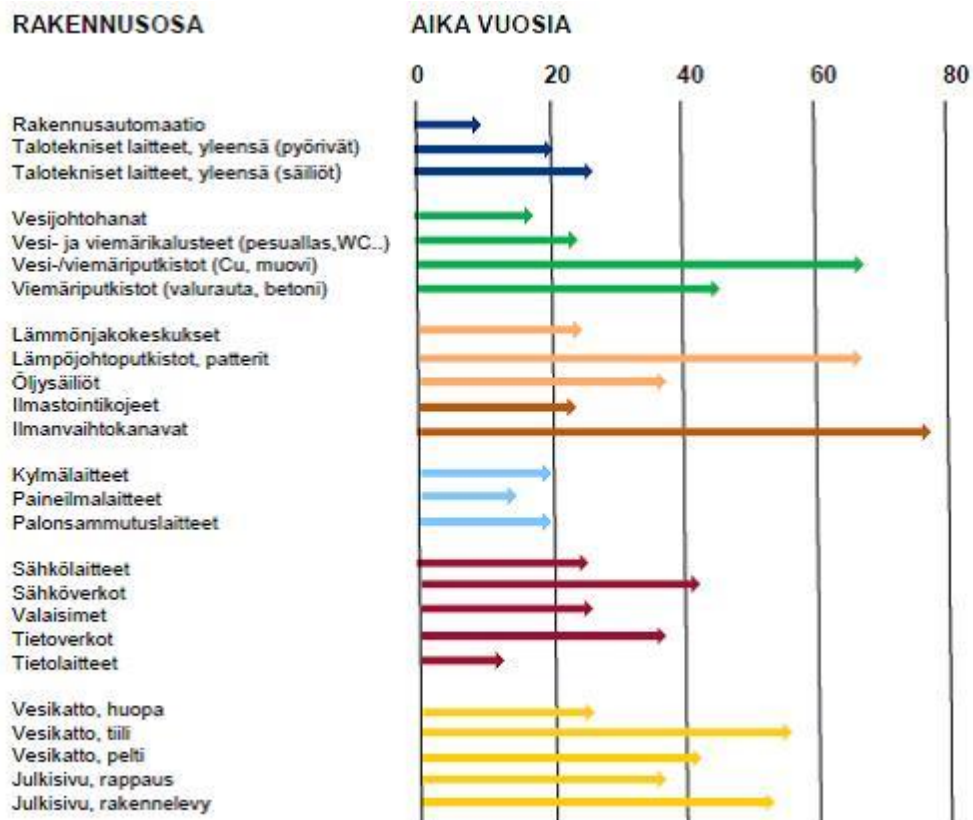 RAKENNUSOSA AIKA VUOSIA
0 20 40 60 80
Rakennusautomaatio
Talotekniset laitteet, yleensä (pyörivät)
Talotekniset laitteet, yleensä (säiliöt)
Vesijohtohanat
Vesi- ja viemärikalusteet (pesuallas,WC..)
Vesi-/viemäriputkistot (Cu, muovi)
Viemäriputkistot (valurauta, betoni)
Lämmönjakokeskukset
Lämpöjohtoputkistot, patterit
Öljysäiliöt
Ilmastointikojeet
Ilmanvaihtokanavat
Kylmälaitteet
Paineilmalaitteet
Palonsammutuslaitteet
Sähkölaitteet
Sähköverkot
Valaisimet
Tietoverkot
Tietolaitteet
Vesikatto, huopa
Vesikatto, tiili
Vesikatto, pelti
Julkisivu, rappaus
Julkisivu, rakennelevy